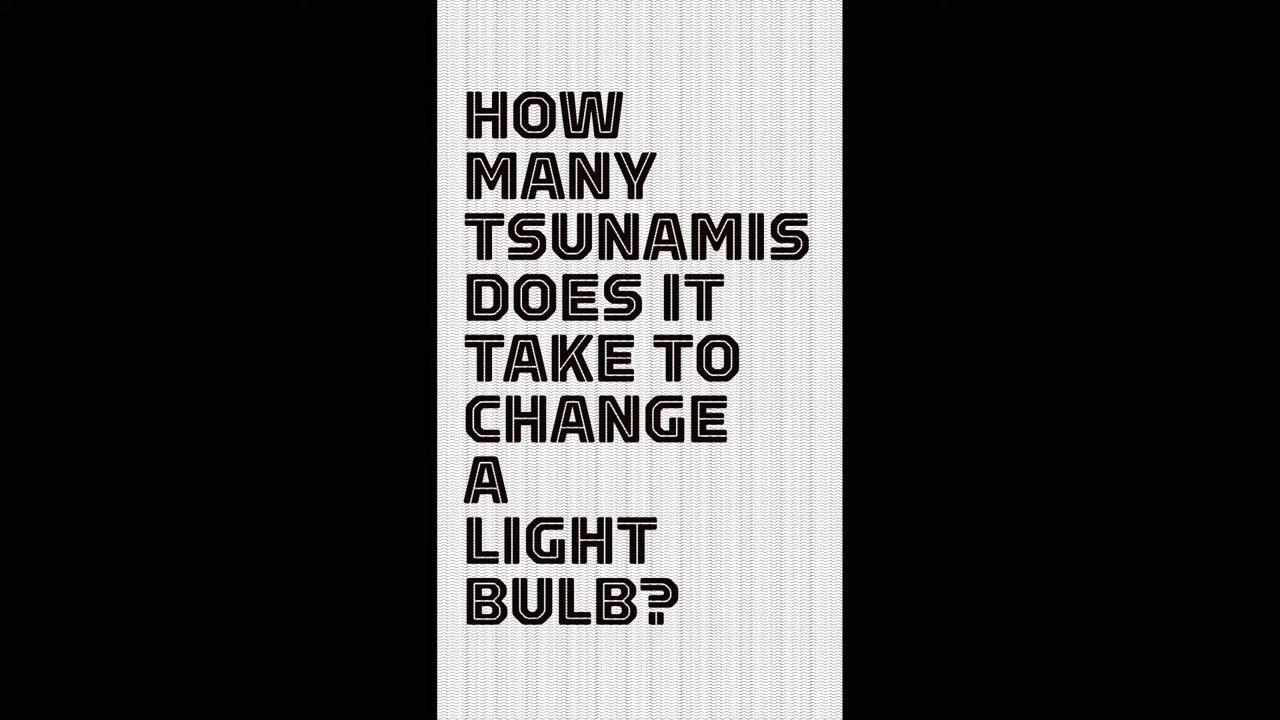 HOW
MANY
TSUNAMIS
DOES IT
TAKE TO
CHANGE
A
LIGHT
BULB?